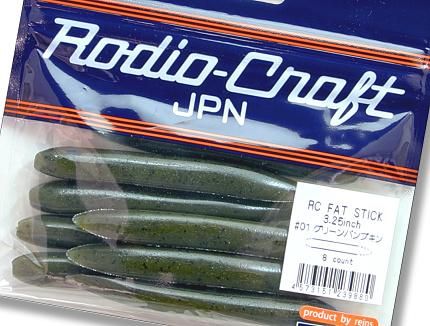 Rodio-Craft
JPN
RC FAT STICK
3.25inch
#01 グリーンパンプキン
8 count
4573151239880
product by reins